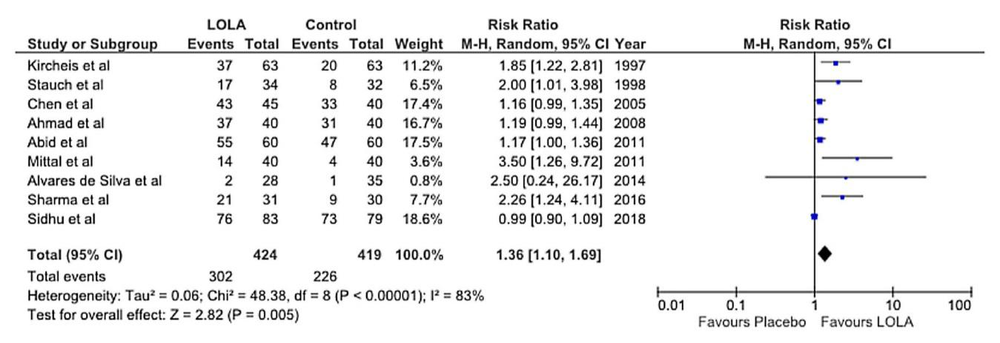 LOLA Control Risk Ratio Risk Ratio
Study or Subgroup Events Total Events Total Weight M-H, Random, 95% CI Year M-H, Random, 95% CI
Kircheis et al 37 63 20 63 11.2% 1.85 [1.22, 2.81] 1997
Stauch et al 17 34 8 32 6.5% 2.00 [1.01, 3.98] 1998
Chen et al 43 45 33 40 17.4% 1.16 [0.99, 1.35] 2005
Ahmad et al 37 40 31 40 16.7% 1.19 [0.99, 1.44] 2008
Abid et al 55 60 47 60 17.5% 1.17 [1.00, 1.36] 2011
Mittal et al 14 40 4 40 3.6% 3.50 [1.26, 9.72] 2011
Alvares de Silva et al 2 28 1 35 0.8% 2.50 [0.24, 26.17] 2014
Sharma et al 21 31 9 30 7.7% 2.26 [1.24, 4.11] 2016
Sidhu et al 76 83 73 79 18.6% 0.99 [0.90, 1.09] 2018
Total (95% CI) 424 419 100.0% 1.36 [1.10, 1.69]
Total events 302 226
Heterogeneity: Tau² = 0.06; Chi² = 48.38, df = 8 (P < 0.00001); I² = 83%
Test for overall effect: Z = 2.82 (P = 0.005)
0.01 0.1 1 10 100
Favours Placebo Favours LOLA